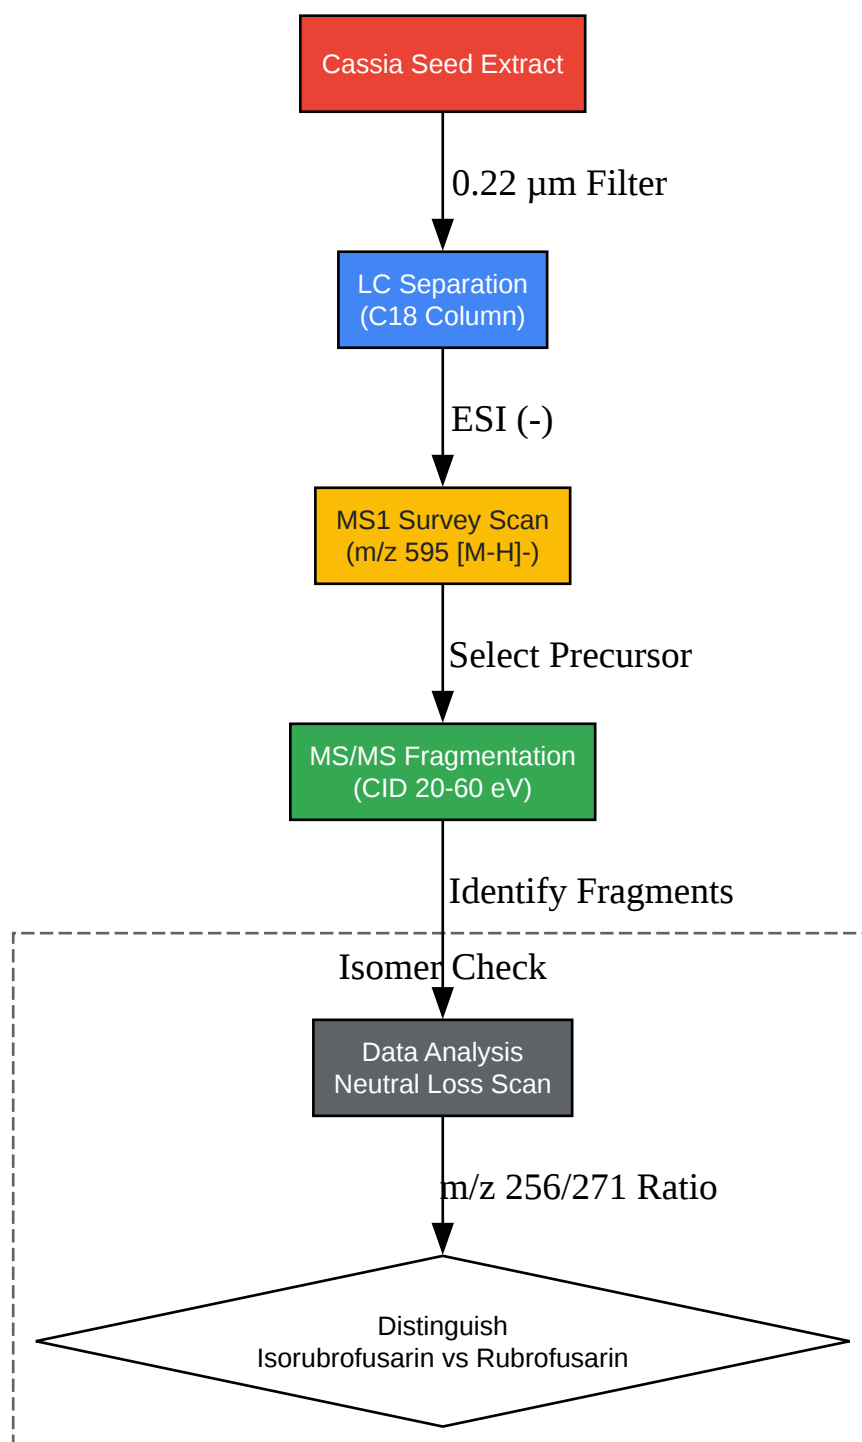 Cassia Seed Extract
0.22 µm Filter
LC Separation
(C18 Column)
ESI (-)
MS1 Survey Scan
(m/z 595 [M-H]-)
Select Precursor
MS/MS Fragmentation
(CID 20-60 eV)
Identify Fragments
Isomer Check
Data Analysis
Neutral Loss Scan
m/z 256/271 Ratio
Distinguish
Isorubrofusarin vs Rubrofusarin